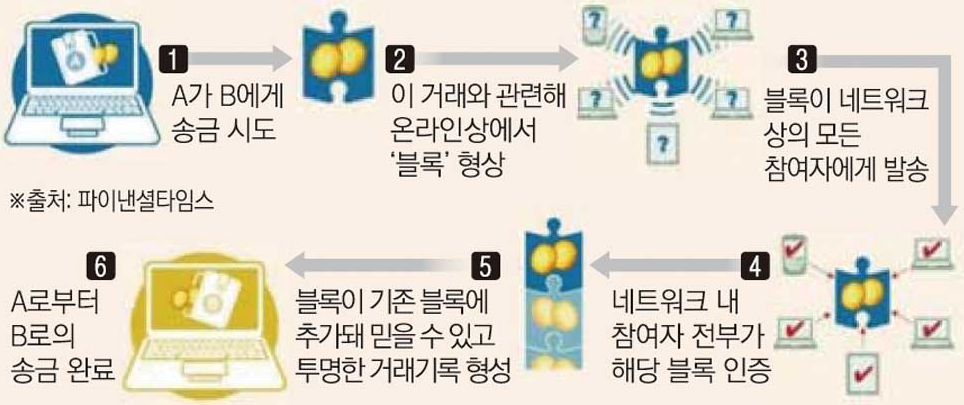 1
A가 B에게
송금 시도
2
이 거래와 관련해
온라인상에서
‘블록’ 형상
3
블록이 네트워크
상의 모든
참여자에게 발송
※출처: 파이낸셜타임스
4
네트워크 내
참여자 전부가
해당 블록 인증
5
블록이 기존 블록에
추가돼 믿을 수 있고
투명한 거래기록 형성
6
A로부터
B로의
송금 완료